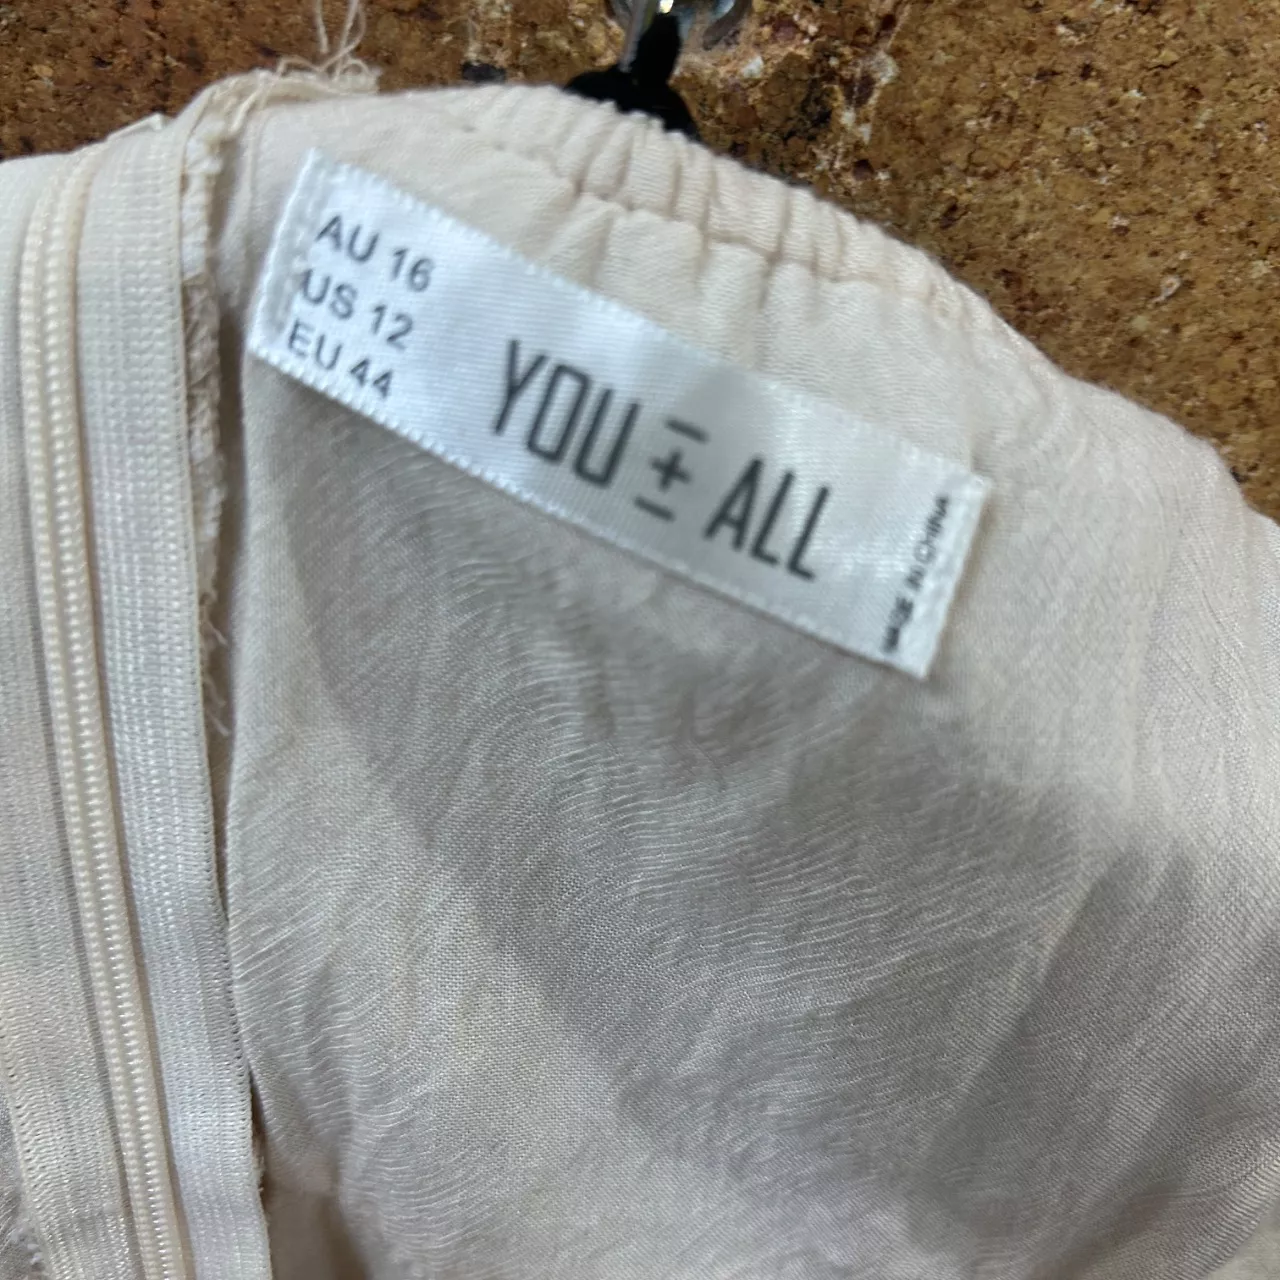 AU 16
US 12
EU 44
YOU ± ALL
MADE IN CHINA